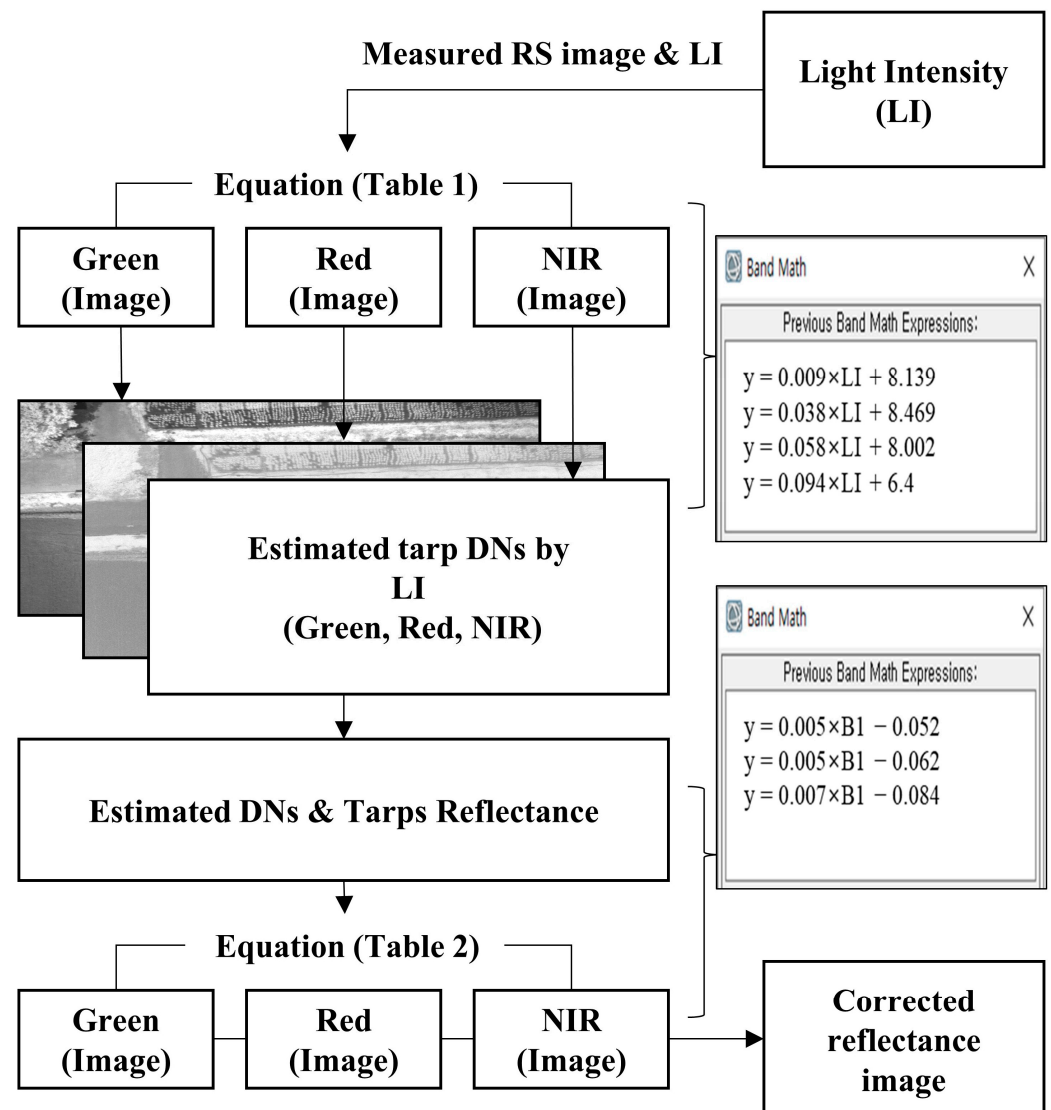 Measured RS image & LI
Light Intensity
(LI)
Equation (Table 1)
Green
(Image)
Red
(Image)
NIR
(Image)
Band Math
Previous Band Math Expressions:
y = 0.009×LI + 8.139
y = 0.038×LI + 8.469
y = 0.058×LI + 8.002
y = 0.094×LI + 6.4
Estimated tarp DNs by
LI
(Green, Red, NIR)
Band Math
Previous Band Math Expressions:
y = 0.005×B1 − 0.052
y = 0.005×B1 − 0.062
y = 0.007×B1 − 0.084
Estimated DNs & Tarps Reflectance
Equation (Table 2)
Green
(Image)
Red
(Image)
NIR
(Image)
Corrected
reflectance
image